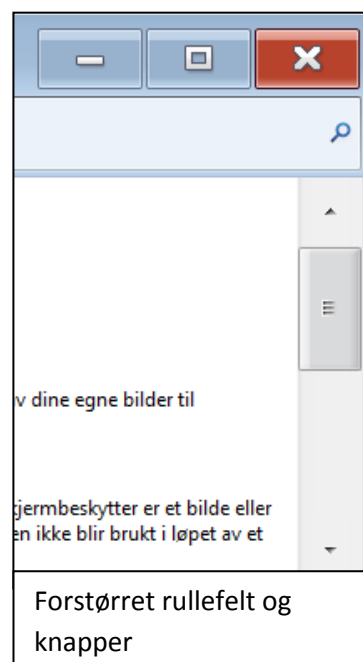 v dine egne bilder til
kjermbeskytter er et bilde eller
en ikke blir brukt i løpet av et
Forstørret rullefelt og
knapper